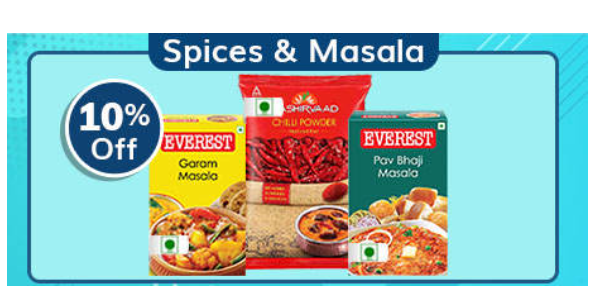 Spices & Masala
10%
Off
EVEREST
Garam
Masala
AASHIRVAAD
CHILLI POWDER
EVEREST
Pav Bhaji
Masala